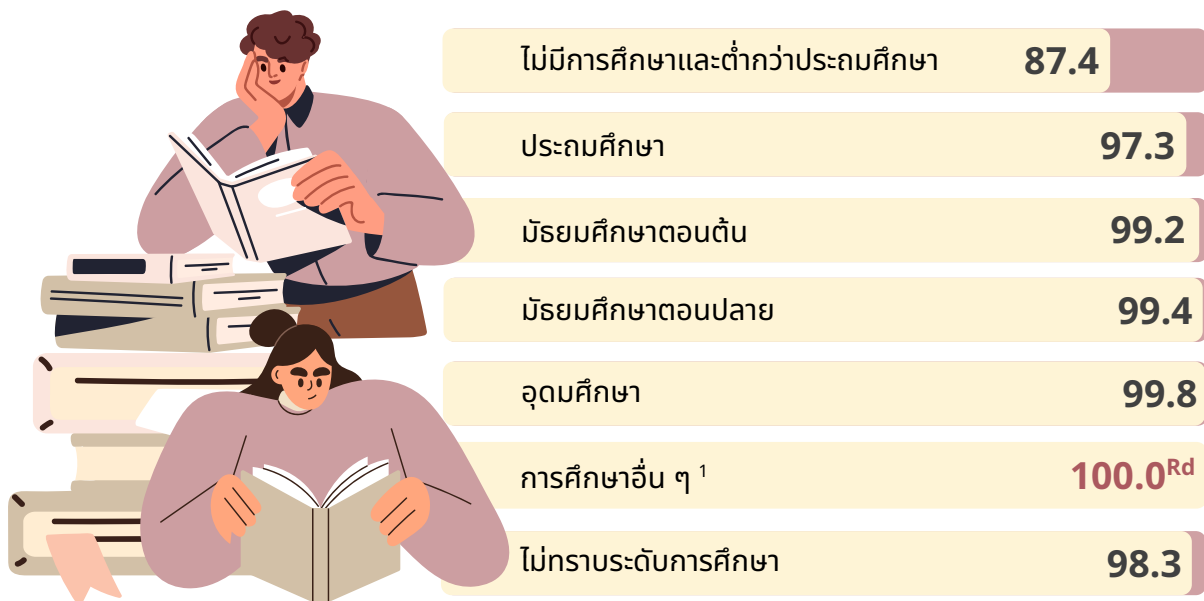 ไม่มีการศึกษาและต่ำกว่าประถมศึกษา 87.4
ประถมศึกษา 97.3
มัธยมศึกษาตอนต้น 99.2
มัธยมศึกษาตอนปลาย 99.4
อุดมศึกษา 99.8
การศึกษาอื่น ๆ ¹ 100.0ᴿᵈ
ไม่ทราบระดับการศึกษา 98.3